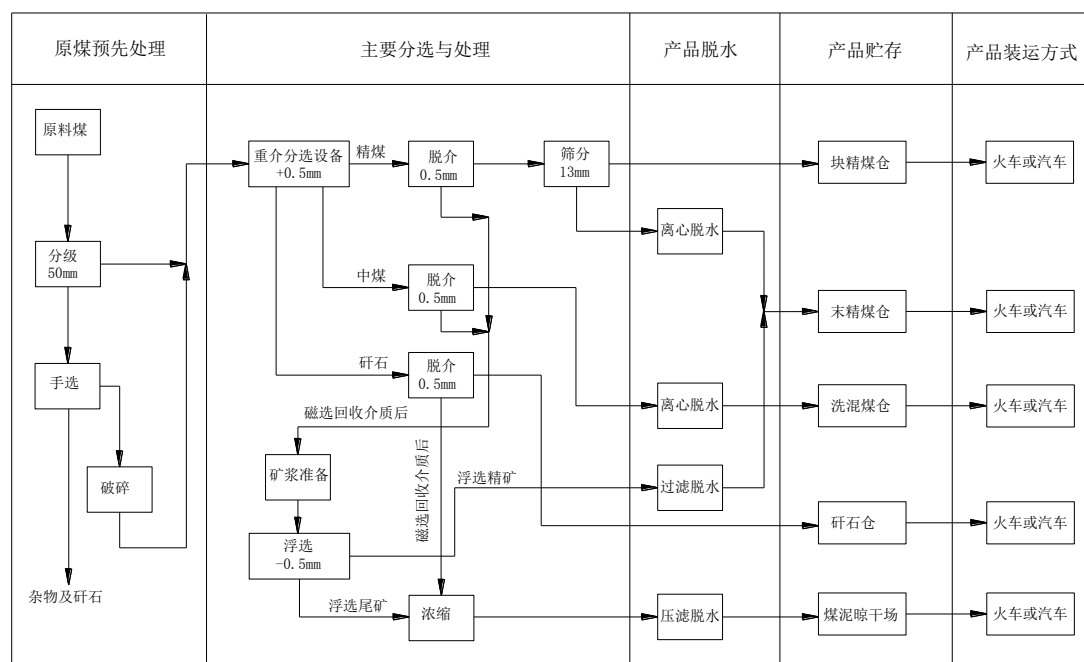 原煤预先处理
主要分选与处理
产品脱水
产品贮存
产品装运方式
原料煤
分级
50mm
手选
破碎
杂物及矸石
重介分选设备
+0.5mm
精煤
脱介
0.5mm
筛分
13mm
块精煤仓
火车或汽车
离心脱水
中煤
脱介
0.5mm
末精煤仓
火车或汽车
矸石
脱介
0.5mm
离心脱水
洗混煤仓
火车或汽车
磁选回收介质后
磁选回收介质后
矿浆准备
浮选精矿
过滤脱水
矸石仓
火车或汽车
浮选
-0.5mm
浮选尾矿
浓缩
压滤脱水
煤泥晾干场
火车或汽车